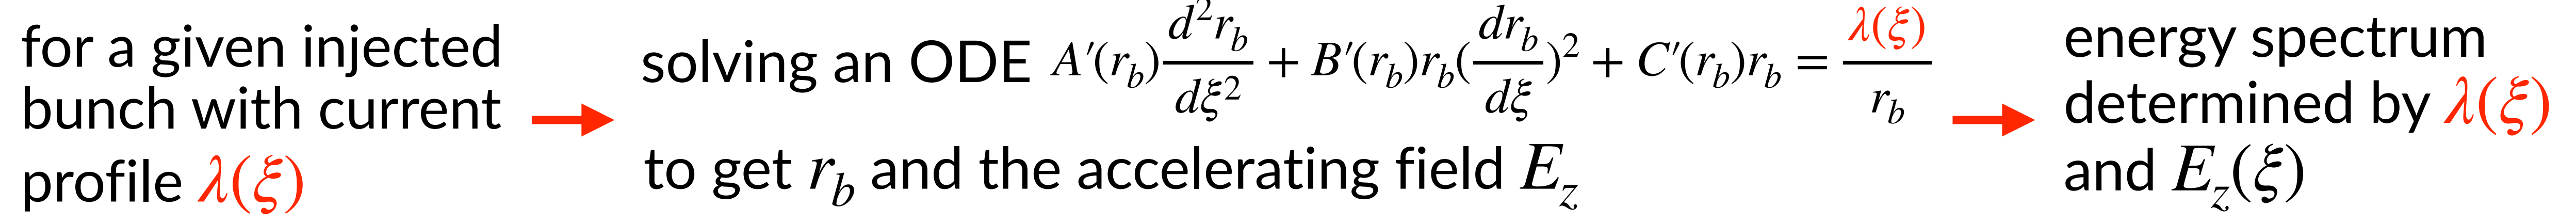 for a given injected
bunch with current
profile λ(ξ)
solving an ODE A′(r_b) d²r_b/dξ² + B′(r_b)r_b(dr_b/dξ)² + C′(r_b)r_b = λ(ξ)/r_b
to get r_b and the accelerating field E_z
energy spectrum
determined by λ(ξ)
and E_z(ξ)